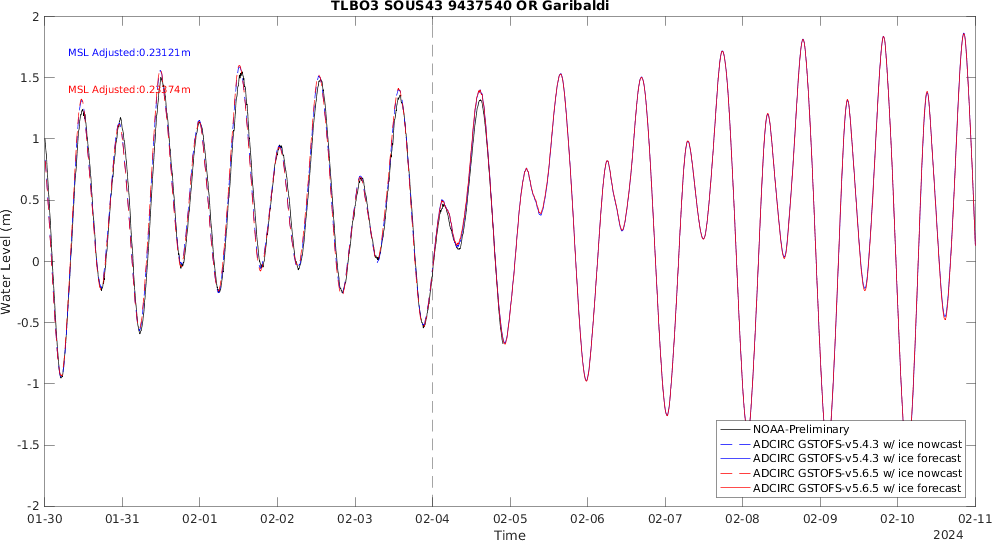 TLBO3 SOUS43 9437540 OR Garibaldi
MSL Adjusted:0.23121m
MSL Adjusted:0.23374m
Water Level (m)
2
1.5
1
0.5
0
-0.5
-1
-1.5
-2
NOAA-Preliminary
ADCIRC GSTOFS-v5.4.3 w/ ice nowcast
ADCIRC GSTOFS-v5.4.3 w/ ice forecast
ADCIRC GSTOFS-v5.6.5 w/ ice nowcast
ADCIRC GSTOFS-v5.6.5 w/ ice forecast
01-30 01-31 02-01 02-02 02-03 02-04 02-05 02-06 02-07 02-08 02-09 02-10 02-11
Time
2024